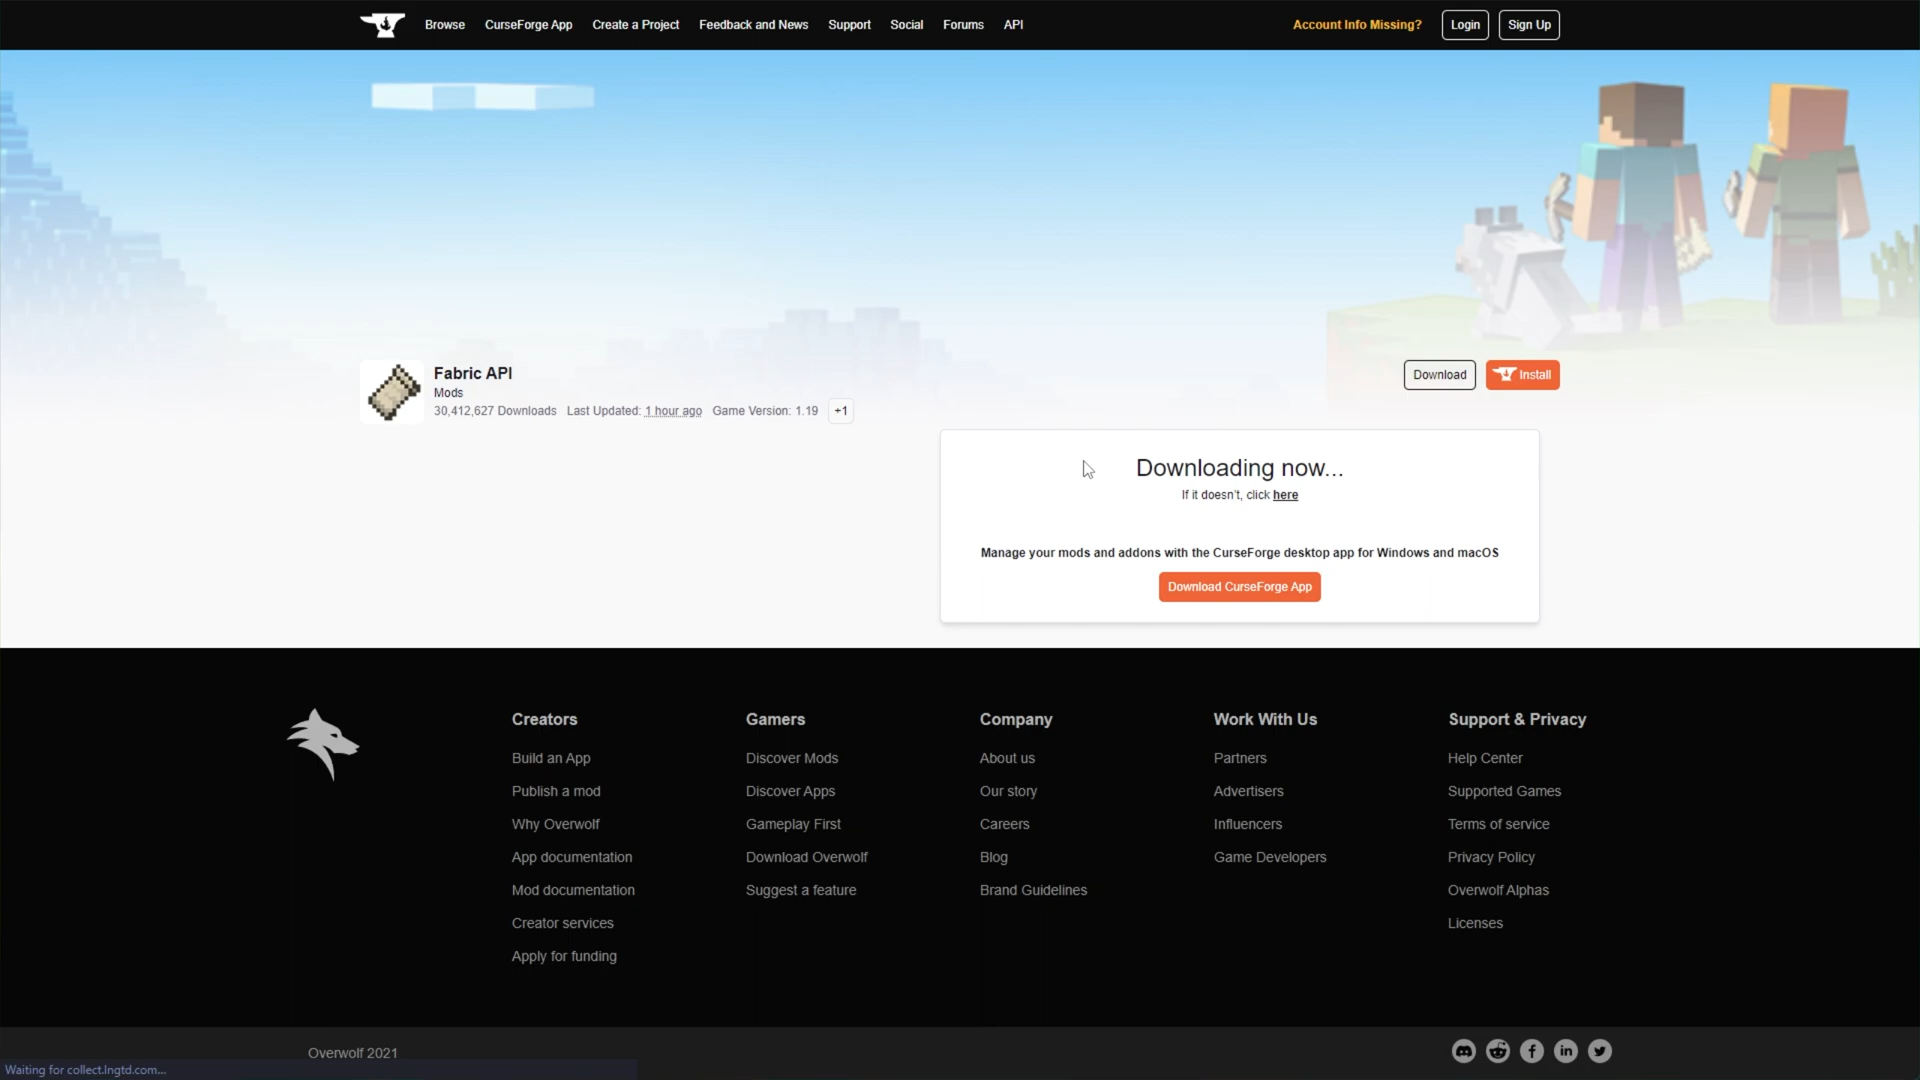 Browse CurseForge App Create a Project Feedback and News Support Social Forums API Account Info Missing? Login Sign Up
Fabric API
Mods
30,412,627 Downloads Last Updated: 1 hour ago Game Version: 1.19 +1
Download Install
Downloading now...
If it doesn't, click here
Manage your mods and addons with the CurseForge desktop app for Windows and macOS
Download CurseForge App
Creators
Build an App
Publish a mod
Why Overwolf
App documentation
Mod documentation
Creator services
Apply for funding
Gamers
Discover Mods
Discover Apps
Gameplay First
Download Overwolf
Suggest a feature
Company
About us
Our story
Careers
Blog
Brand Guidelines
Work With Us
Partners
Advertisers
Influencers
Game Developers
Support & Privacy
Help Center
Supported Games
Terms of service
Privacy Policy
Overwolf Alphas
Licenses
Overwolf 2021
Waiting for collect.lngtd.com...